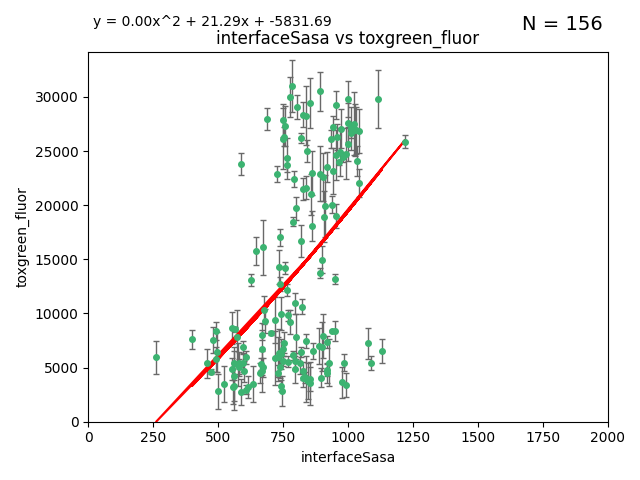 y = 0.00x^2 + 21.29x + -5831.69
N = 156
interfaceSasa vs toxgreen_fluor
toxgreen_fluor
30000
25000
20000
15000
10000
5000
0
0 250 500 750 1000 1250 1500 1750 2000
interfaceSasa